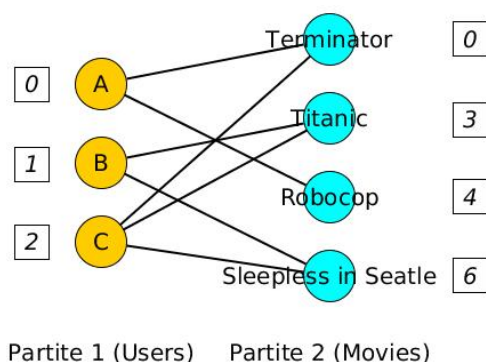 Terminator 0
0 A
Titanic 3
1 B
Robocop 4
2 C
Sleepless in Seatle 6
Partite 1 (Users) Partite 2 (Movies)